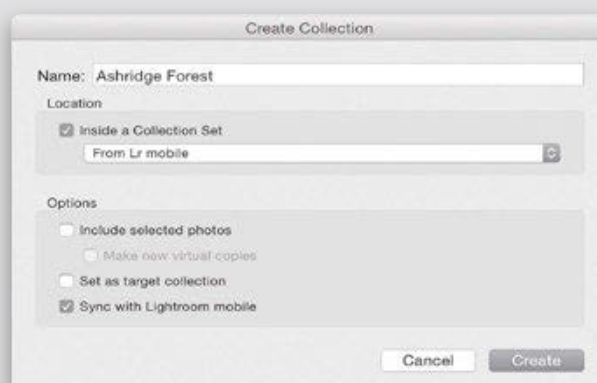 Create Collection
Name: Ashridge Forest
Location
Inside a Collection Set
From Lr mobile
Options
Include selected photos
Make new virtual copies
Set as target collection
Sync with Lightroom mobile
Cancel Create